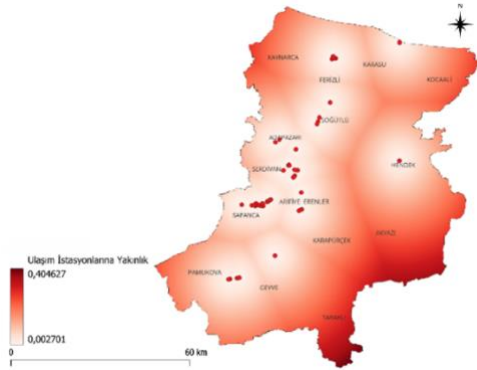 N
KAYNARCA
KARASU
FERİZLİ
KOCAALİ
SÖĞÜTLÜ
ADAPAZARI
HENDEK
SERDİVAN
ARİFİYE ERENLER
SAPANCA
KARAPÜRÇEK
AKYAZI
PAMUKOVA
GEYVE
TARAKLI
Ulaşım İstasyonlarına Yakınlık
0,404627
0,002701
0
60 km